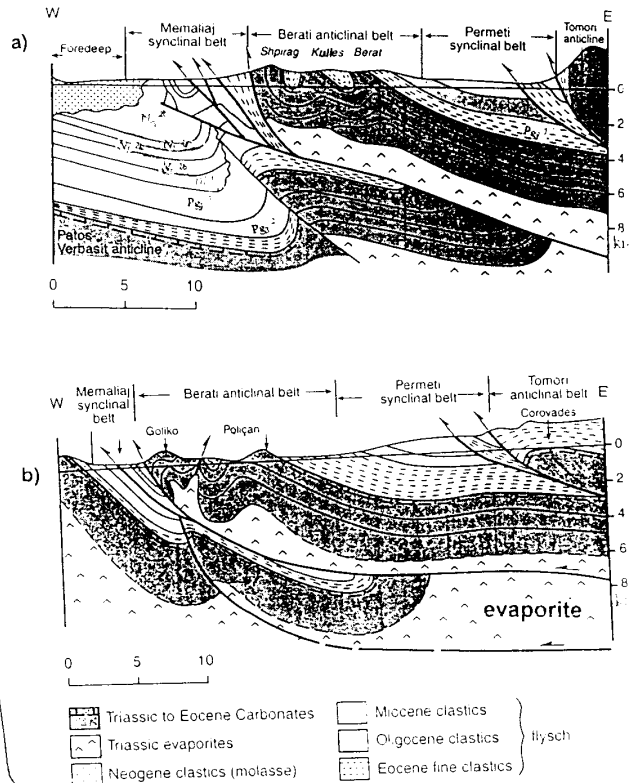 a)
W
E
Foredeep
Memaliaj
synclinal belt
Berati anticlinal belt
Permeti
synclinal belt
Tomori
anticline
Shpirag Kulles Berat
0
2
4
6
8
Pg₃
Pg₃
Pg₃
Patos
Verbasit anticline
0 5 10
b)
W
E
Memaliaj
synclinal
belt
Berati anticlinal belt
Permeti
synclinal belt
Tomori
anticlinal belt
Corovades
Goliko
Poliçan
0
2
4
6
8
evaporite
0 5 10
Triassic to Eocene Carbonates
Triassic evaporites
Neogene clastics (molasse)
Miocene clastics
Oligocene clastics
Eocene fine clastics
flysch